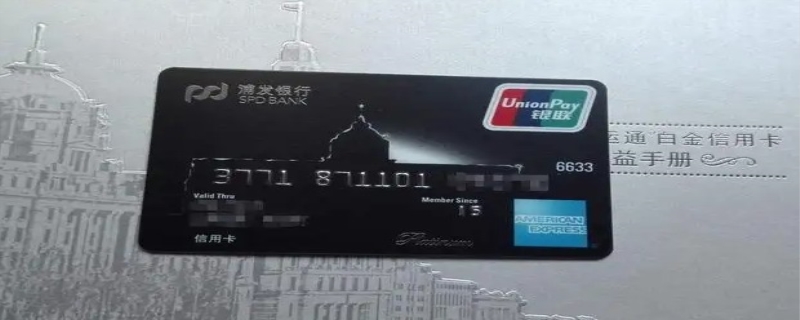 浦发银行
SPD BANK
UnionPay
银联
运通"白金信用卡
益手册
6633
3771 871101
Valid Thru
Member Since
15
信用卡
Platinum
AMERICAN
EXPRESS